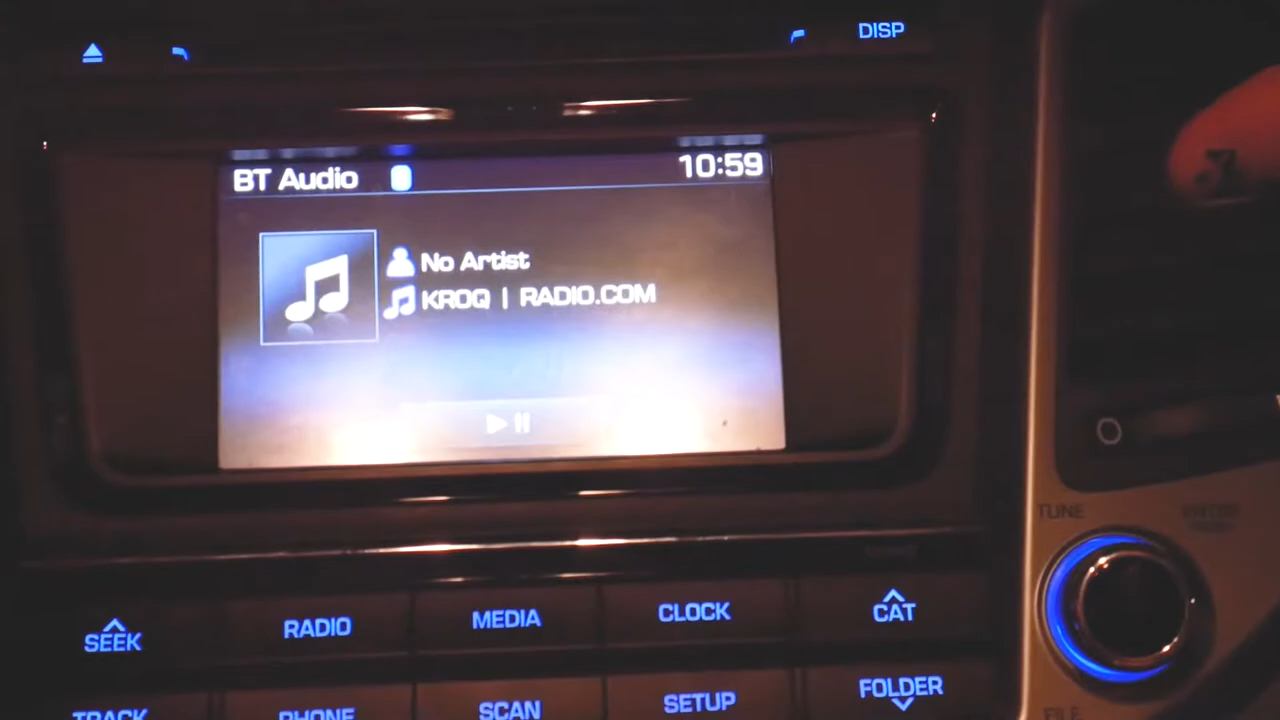 DISP
BT Audio
10:59
No Artist
KROQ | RADIO.COM
TUNE
SEEK
RADIO
MEDIA
CLOCK
CAT
TRACK
PHONE
SCAN
SETUP
FOLDER
FILE